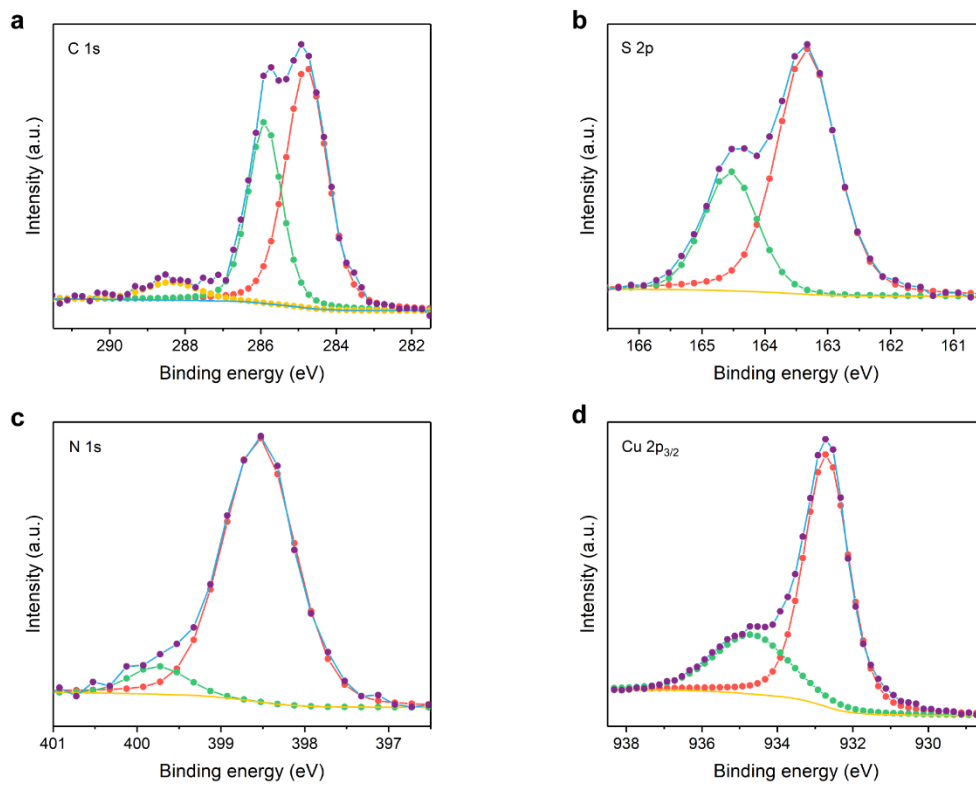 a
C 1s
Intensity (a.u.)
290 288 286 284 282
Binding energy (eV)
b
S 2p
Intensity (a.u.)
166 165 164 163 162 161
Binding energy (eV)
c
N 1s
Intensity (a.u.)
401 400 399 398 397
Binding energy (eV)
d
Cu 2p3/2
Intensity (a.u.)
938 936 934 932 930
Binding energy (eV)